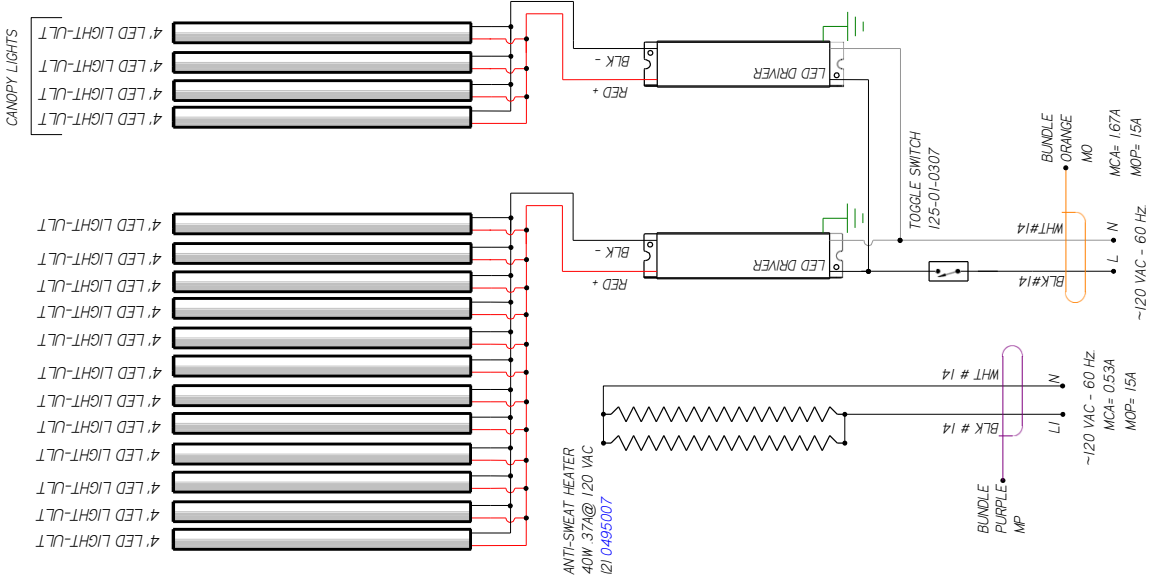 CANOPY LIGHTS
4' LED LIGHT-ULT
4' LED LIGHT-ULT
4' LED LIGHT-ULT
4' LED LIGHT-ULT
BLK -
RED +
LED DRIVER
4' LED LIGHT-ULT
4' LED LIGHT-ULT
4' LED LIGHT-ULT
4' LED LIGHT-ULT
4' LED LIGHT-ULT
4' LED LIGHT-ULT
4' LED LIGHT-ULT
4' LED LIGHT-ULT
4' LED LIGHT-ULT
4' LED LIGHT-ULT
4' LED LIGHT-ULT
4' LED LIGHT-ULT
BLK -
RED +
LED DRIVER
TOGGLE SWITCH
125-01-0307
BUNDLE
ORANGE
MO
MCA= 1.67A
MOP= 15A
WHT#14
BLK#14
N
L
~120 VAC - 60 Hz.
ANTI-SWEAT HEATER
40W .37A@ 120 VAC
121 0495007
WHT # 14
BLK # 14
N
L1
~120 VAC - 60 Hz.
MCA= 0.53A
MOP= 15A
BUNDLE
PURPLE
MP